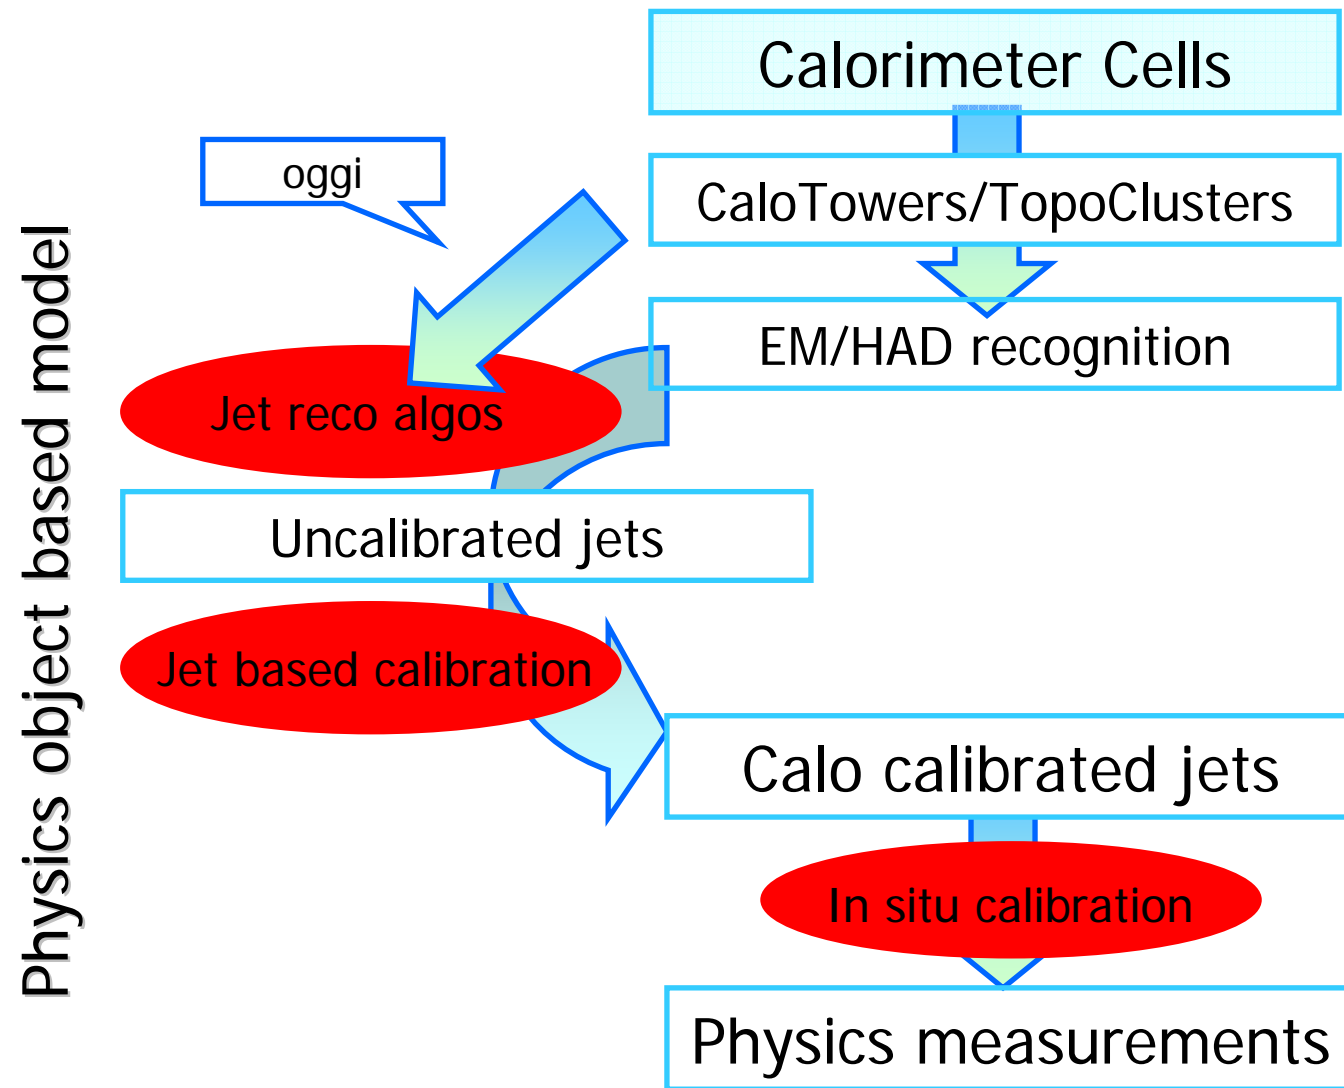 Calorimeter Cells
oggi
CaloTowers/TopoClusters
EM/HAD recognition
Physics object based model
Jet reco algos
Uncalibrated jets
Jet based calibration
Calo calibrated jets
In situ calibration
Physics measurements